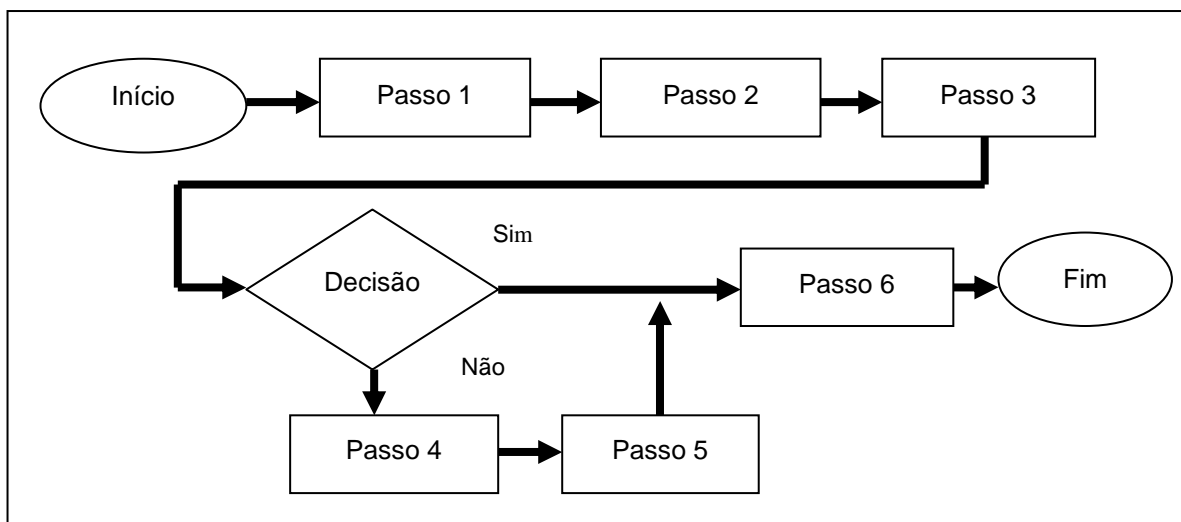 Início
Passo 1
Passo 2
Passo 3
Sim
Decisão
Passo 6
Fim
Não
Passo 4
Passo 5